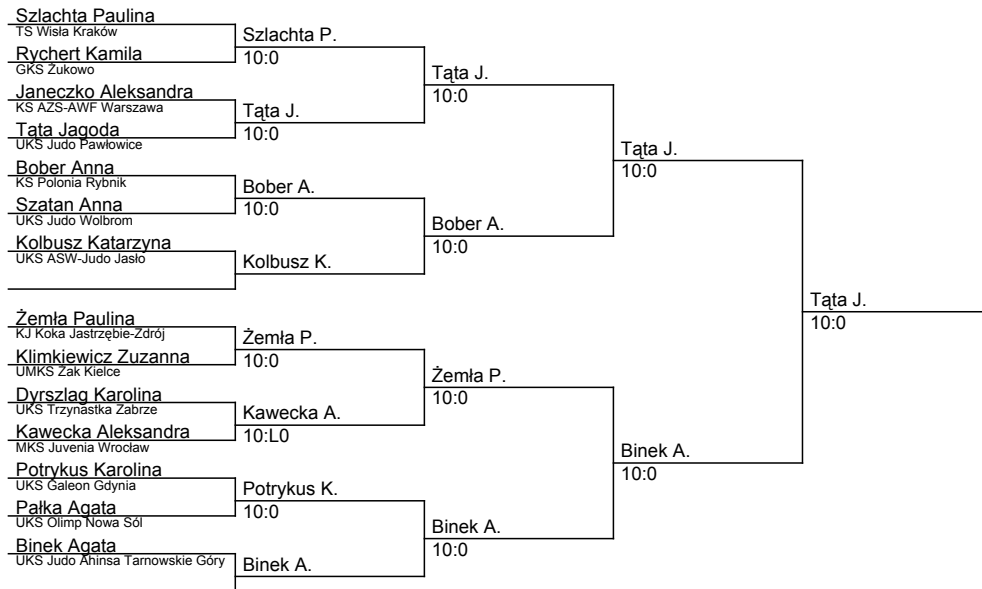 Szlachta Paulina
TS Wisła Kraków
Rychert Kamila
GKS Żukowo
Janeczko Aleksandra
KS AZS-AWF Warszawa
Tąta Jagoda
UKS Judo Pawłowice
Bober Anna
KS Polonia Rybnik
Szatan Anna
UKS Judo Wolbrom
Kolbusz Katarzyna
UKS ASW-Judo Jasło
Żemła Paulina
KJ Koka Jastrzębie-Zdrój
Klimkiewicz Zuzanna
UMKS Żak Kielce
Dyrszlag Karolina
UKS Trzynastka Zabrze
Kawecka Aleksandra
MKS Juvenia Wrocław
Potrykus Karolina
UKS Galeon Gdynia
Pałka Agata
UKS Olimp Nowa Sól
Binek Agata
UKS Judo Ahinsa Tarnowskie Góry
Szlachta P.
10:0
Tąta J.
10:0
Bober A.
10:0
Kolbusz K.
Żemła P.
10:0
Kawecka A.
10:L0
Potrykus K.
10:0
Binek A.
Tąta J.
10:0
Bober A.
10:0
Żemła P.
10:0
Binek A.
10:0
Tąta J.
10:0
Binek A.
10:0
Tąta J.
10:0